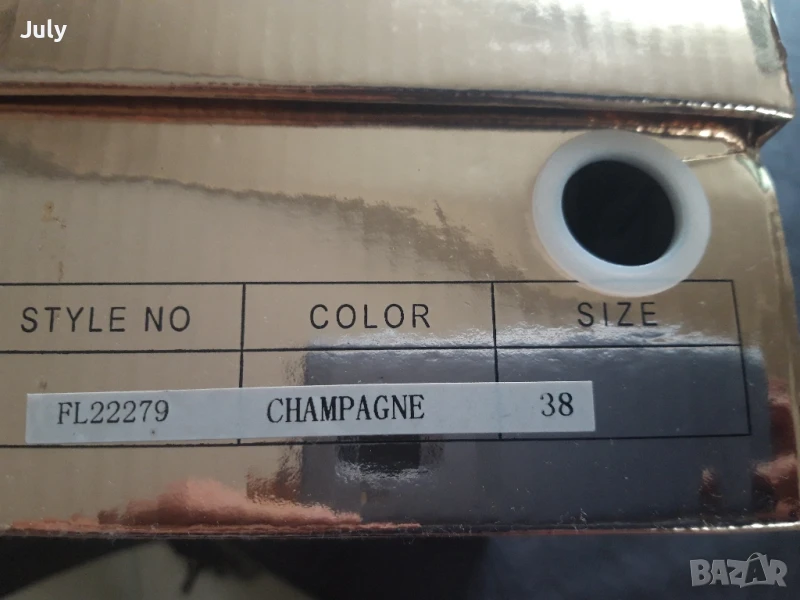 July
STYLE NO COLOR SIZE
FL22279 CHAMPAGNE 38
BAZAR